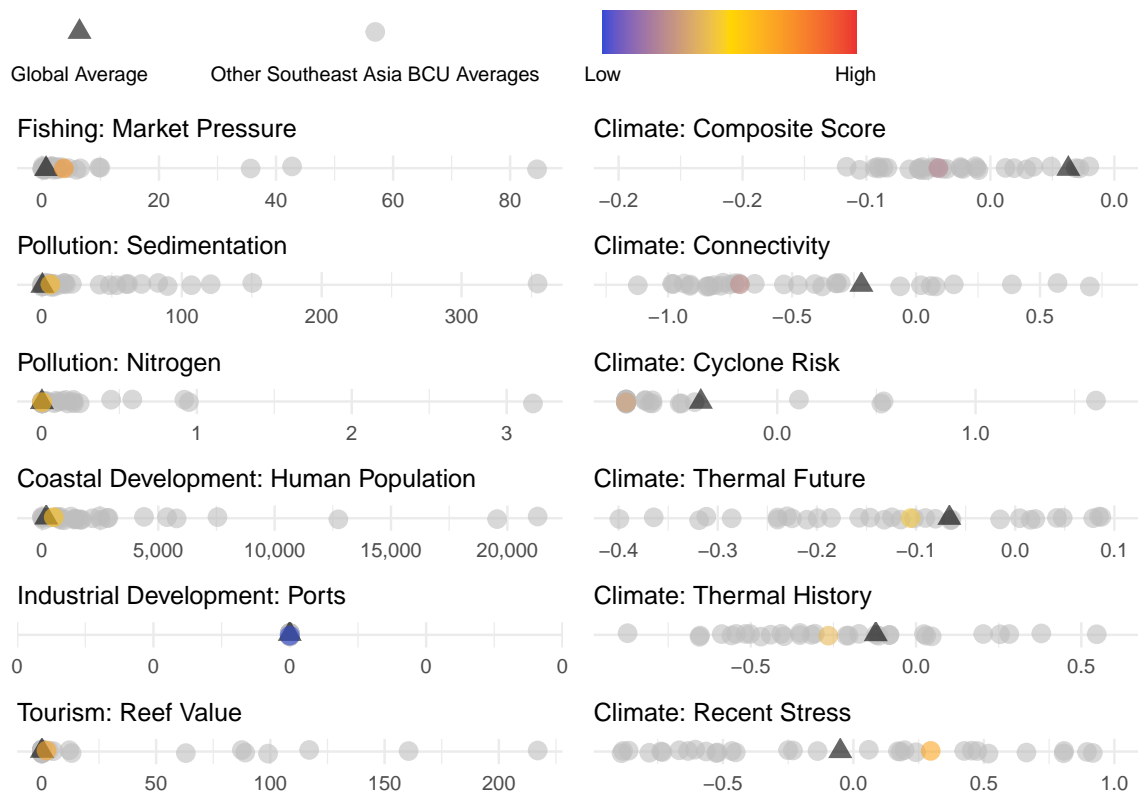 Global Average
Other Southeast Asia BCU Averages
Low
High
Fishing: Market Pressure
0 20 40 60 80
Climate: Composite Score
−0.2 −0.2 −0.1 0.0 0.0
Pollution: Sedimentation
0 100 200 300
Climate: Connectivity
−1.0 −0.5 0.0 0.5
Pollution: Nitrogen
0 1 2 3
Climate: Cyclone Risk
0.0 1.0
Coastal Development: Human Population
0 5,000 10,000 15,000 20,000
Climate: Thermal Future
−0.4 −0.3 −0.2 −0.1 0.0 0.1
Industrial Development: Ports
0 0 0 0 0
Climate: Thermal History
−0.5 0.0 0.5
Tourism: Reef Value
0 50 100 150 200
Climate: Recent Stress
−0.5 0.0 0.5 1.0